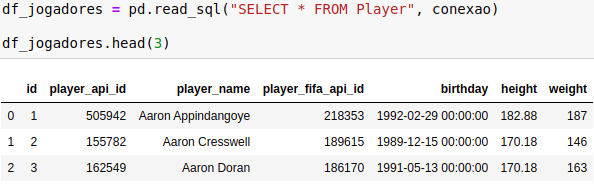 df_jogadores = pd.read_sql("SELECT * FROM Player", conexao)
df_jogadores.head(3)
id player_api_id player_name player_fifa_api_id birthday height weight
0 1 505942 Aaron Appindangoye 218353 1992-02-29 00:00:00 182.88 187
1 2 155782 Aaron Cresswell 189615 1989-12-15 00:00:00 170.18 146
2 3 162549 Aaron Doran 186170 1991-05-13 00:00:00 170.18 163